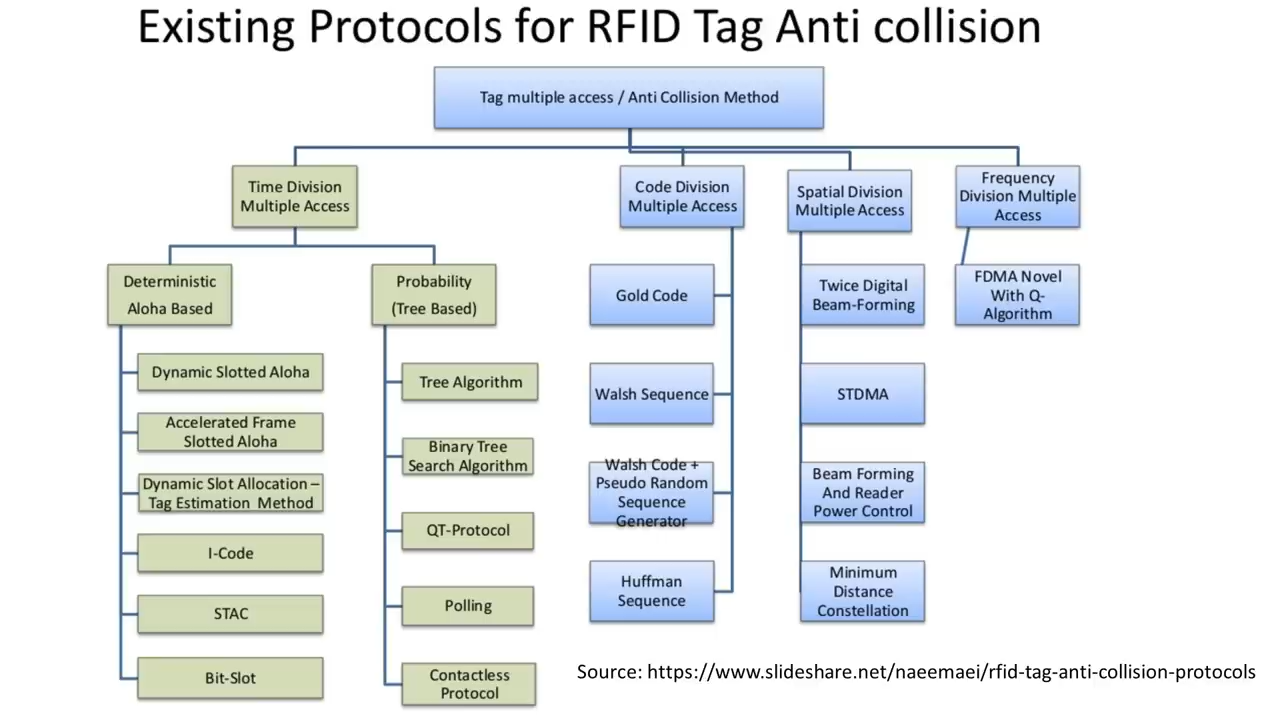 Existing Protocols for RFID Tag Anti collision
Tag multiple access / Anti Collision Method
Time Division
Multiple Access
Code Division
Multiple Access
Spatial Division
Multiple Access
Frequency
Division Multiple
Access
Deterministic
Aloha Based
Probability
(Tree Based)
Dynamic Slotted Aloha
Accelerated Frame
Slotted Aloha
Dynamic Slot Allocation –
Tag Estimation Method
I-Code
STAC
Bit-Slot
Tree Algorithm
Binary Tree
Search Algorithm
QT-Protocol
Polling
Contactless
Protocol
Gold Code
Walsh Sequence
Walsh Code +
Pseudo Random
Sequence
Generator
Huffman
Sequence
Twice Digital
Beam-Forming
STDMA
Beam Forming
And Reader
Power Control
Minimum
Distance
Constellation
FDMA Novel
With Q-
Algorithm
Source: https://www.slideshare.net/naeemaei/rfid-tag-anti-collision-protocols